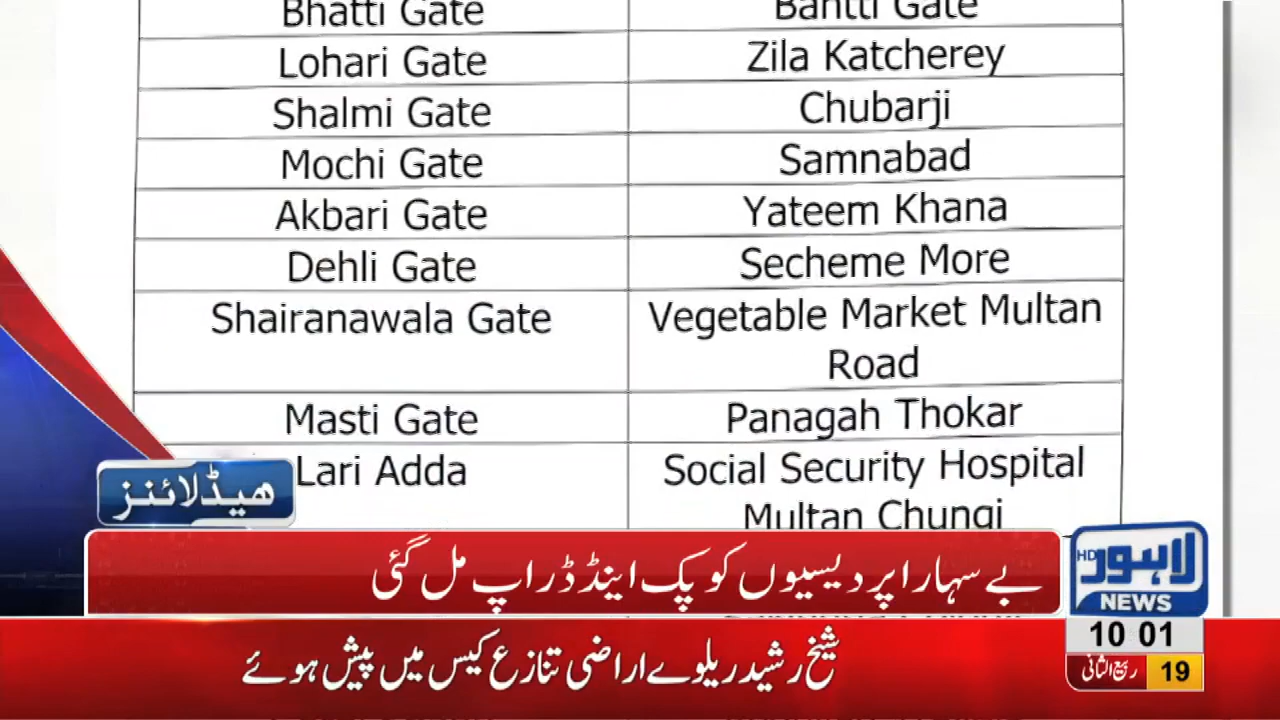 Bhatti Gate
Bantti Gate
Lohari Gate
Zila Katcherey
Shalmi Gate
Chubarji
Mochi Gate
Samnabad
Akbari Gate
Yateem Khana
Dehli Gate
Secheme More
Shairanawala Gate
Vegetable Market Multan
Road
Masti Gate
Panagah Thokar
Lari Adda
Social Security Hospital
Multan Chungi
ہیڈلائنز
بے سہارا پردیسیوں کو پک اینڈ ڈراپ مل گئی
HD
لاہور
NEWS
شیخ رشید ریلوے اراضی تنازع کیس میں پیش ہوئے
10 01
ربیع الثانی 19